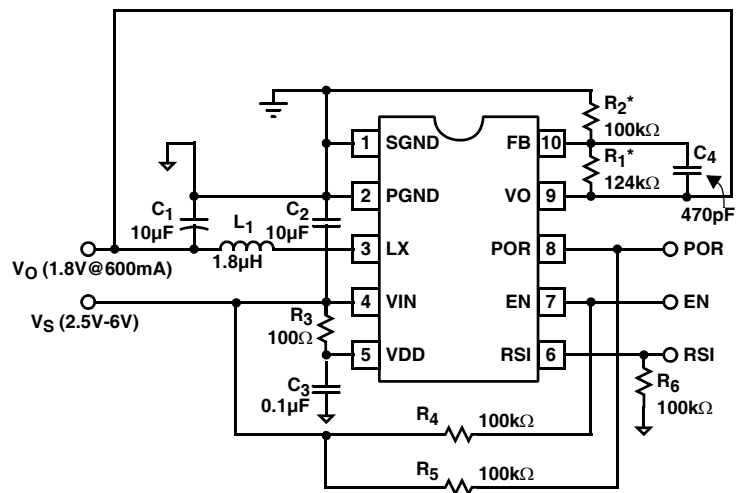 R2*
100kΩ
R1*
124kΩ
C4
470pF
1 SGND
2 PGND
3 LX
4 VIN
5 VDD
FB 10
VO 9
POR 8
EN 7
RSI 6
C1
10µF
L1
1.8µH
C2
10µF
VO (1.8V@600mA)
VS (2.5V-6V)
R3
100Ω
C3
0.1µF
POR
EN
RSI
R6
100kΩ
R4 100kΩ
R5 100kΩ